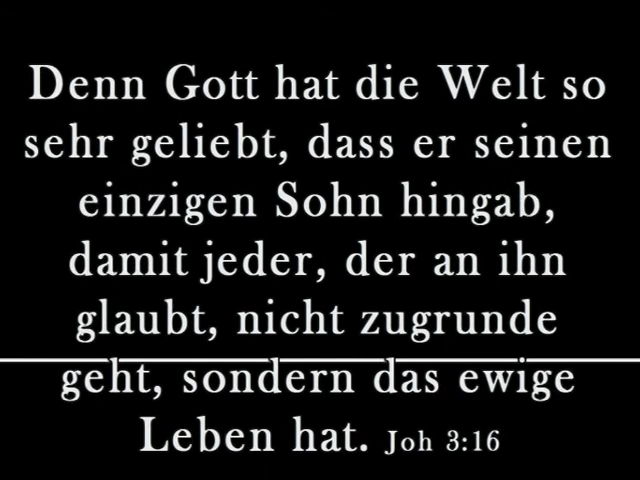 Denn Gott hat die Welt so
sehr geliebt, dass er seinen
einzigen Sohn hingab,
damit jeder, der an ihn
glaubt, nicht zugrunde
geht, sondern das ewige
Leben hat. Joh 3:16